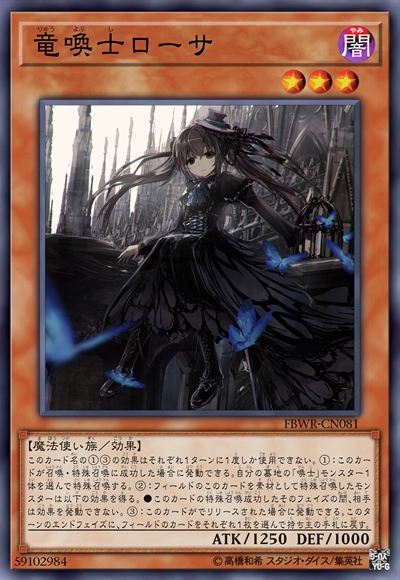 りゅう よな し
竜喚士ローサ
やみ
闇
FBWR-CN081
【魔法使い族／効果】
このカード名の①③の効果はそれぞれ1ターンに1度しか使用できない。①：このカー
ドが召喚・特殊召喚に成功した場合に発動できる。自分の墓地の「喚士」モンスター1
体を選んで特殊召喚する。②：フィールドのこのカードを素材として特殊召喚したモン
スターは以下の効果を得る。●このカードの特殊召喚成功したそのフェイズの間、相手
は効果を発動できない。③：このカードがでリリースされた場合に発動できる。このター
ンのエンドフェイズに、フィールドのカードをそれぞれ1枚を選んで持ち主の手札に戻す。
ATK/1250 DEF/1000
59102984
©高橋和希 スタジオ・ダイス/集英社